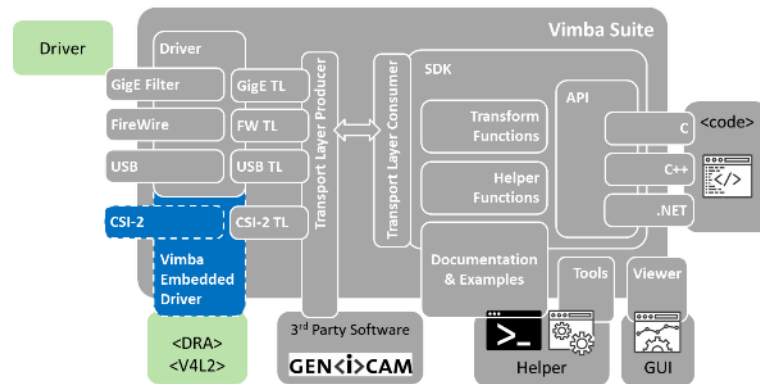 Vimba Suite
Driver
Driver
GigE Filter
FireWire
USB
CSI-2
Vimba
Embedded
Driver
<DRA>
<V4L2>
GigE TL
FW TL
USB TL
CSI-2 TL
Transport Layer Producer
Transport Layer Consumer
SDK
Transform
Functions
Helper
Functions
API
C
C++
.NET
<code>
</>
Documentation
& Examples
Tools
Viewer
3rd Party Software
GEN<i>CAM
>_
Helper
GUI